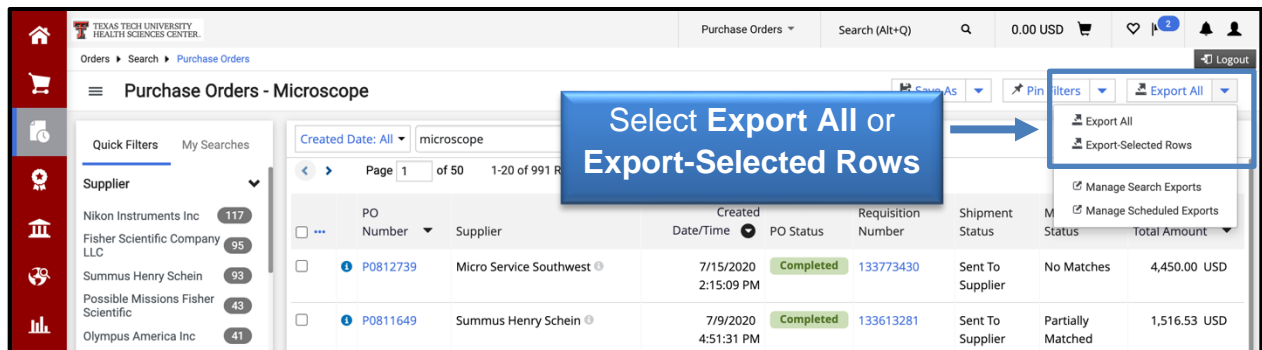 TEXAS TECH UNIVERSITY
HEALTH SCIENCES CENTER.
Purchase Orders
Search (Alt+Q)
0.00 USD
2
Orders Search Purchase Orders
Logout
Purchase Orders - Microscope
Save As
Pin Filters
Export All
Select Export All or
Export-Selected Rows
Export All
Export-Selected Rows
Manage Search Exports
Manage Scheduled Exports
Quick Filters My Searches
Created Date: All microscope
Page 1 of 50 1-20 of 991 R
Supplier
Nikon Instruments Inc 117
Fisher Scientific Company LLC 95
Summus Henry Schein 93
Possible Missions Fisher Scientific 43
Olympus America Inc 41
PO Number
Supplier
Created Date/Time
PO Status
Requisition Number
Shipment Status
Status
Total Amount
P0812739 Micro Service Southwest 7/15/2020 2:15:09 PM Completed 133773430 Sent To Supplier No Matches 4,450.00 USD
P0811649 Summus Henry Schein 7/9/2020 4:51:31 PM Completed 133613281 Sent To Supplier Partially Matched 1,516.53 USD